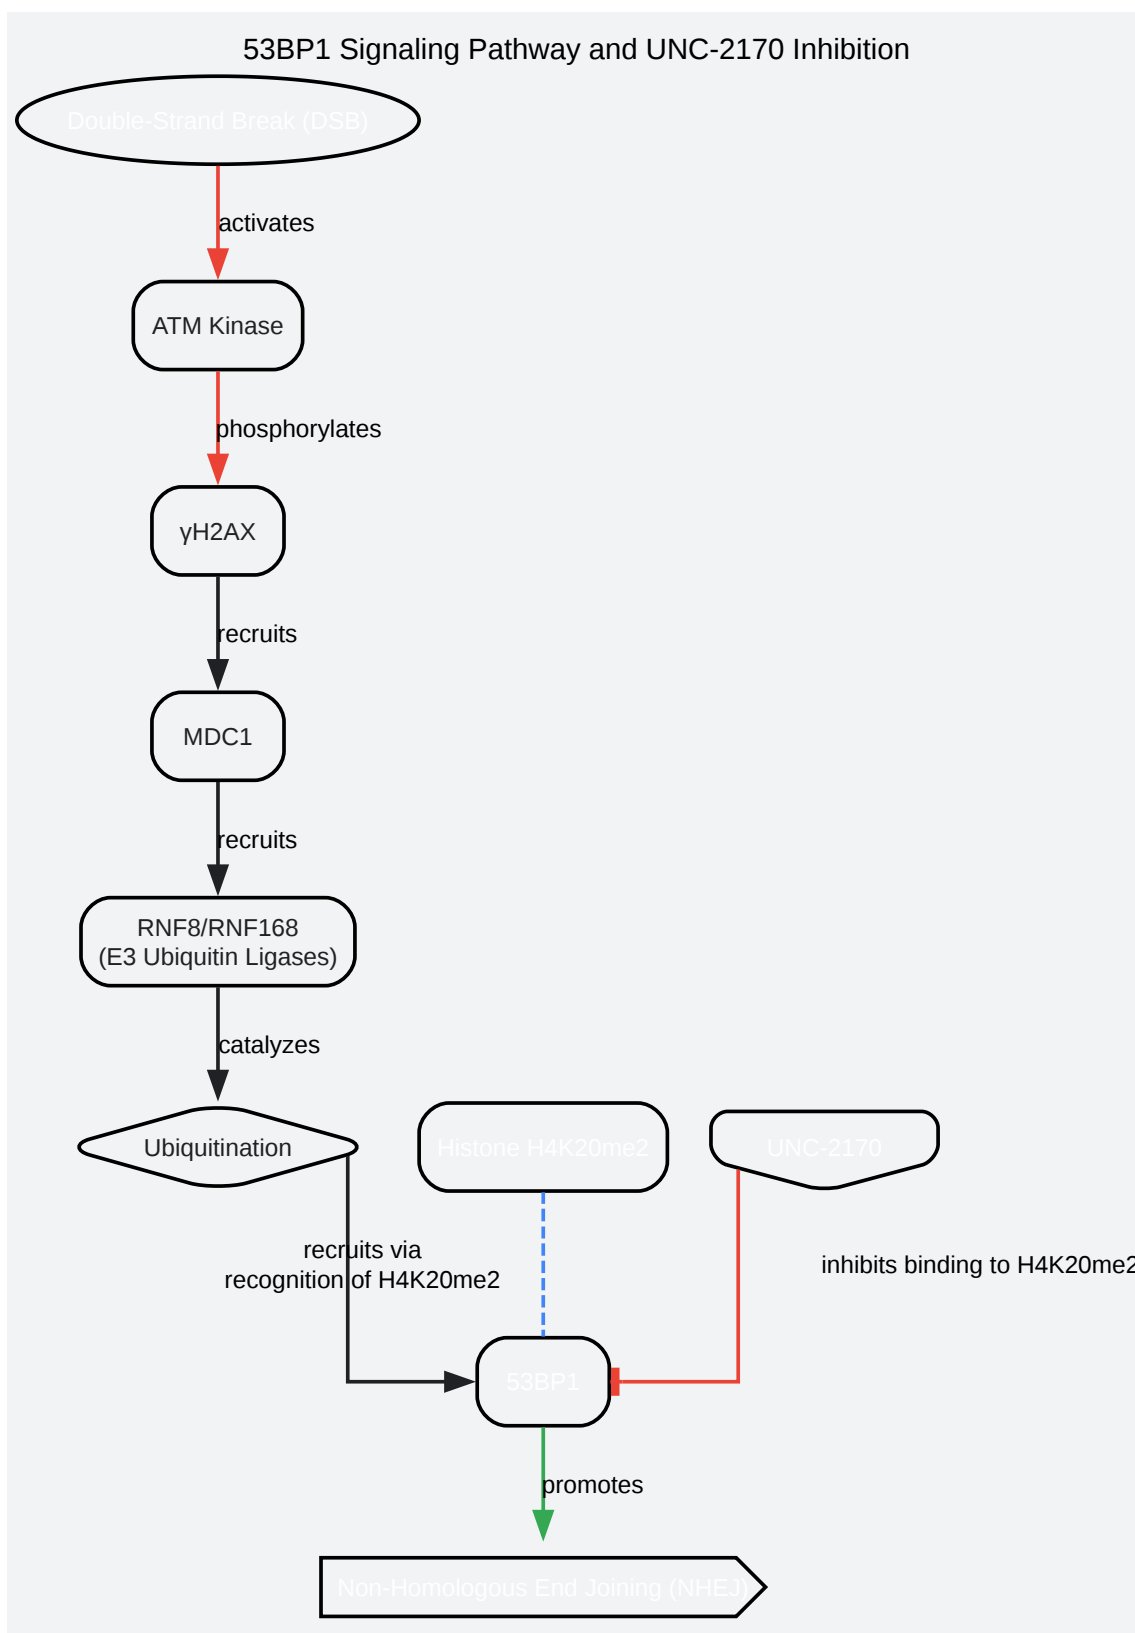 53BP1 Signaling Pathway and UNC-2170 Inhibition
Double-Strand Break (DSB)
activates
ATM Kinase
phosphorylates
γH2AX
recruits
MDC1
recruits
RNF8/RNF168
(E3 Ubiquitin Ligases)
catalyzes
Ubiquitination
Histone H4K20me2
UNC-2170
recruits via
recognition of H4K20me2
inhibits binding to H4K20me2
53BP1
promotes
Non-Homologous End Joining (NHEJ)